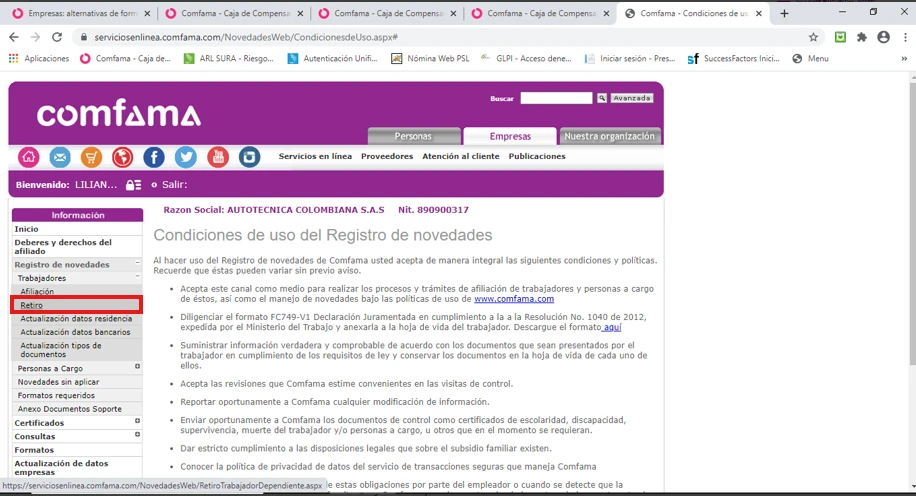 Empresas: alternativas de form
Comfama - Caja de Compensa
Comfama - Caja de Compensa
Comfama - Caja de Compensa
Comfama - Condiciones de us
serviciosenlinea.comfama.com/NovedadesWeb/CondicionesdeUso.aspx#
Aplicaciones
Comfama - Caja de...
ARL SURA - Riesgo...
Autenticación Unifi...
Nómina Web PSL
GLPI - Acceso dene...
Iniciar sesión - Pres...
SuccessFactors Inici...
Menu
»
comfama
Buscar
Avanzada
Personas
Empresas
Nuestra organización
Servicios en línea Proveedores Atención al cliente Publicaciones
Bienvenido: LILIAN... Salir:
Información
Inicio
Deberes y derechos del
afiliado
Registro de novedades
Trabajadores
Afiliación
Retiro
Actualización datos residencia
Actualización datos bancarios
Actualización tipos de
documentos
Personas a Cargo
Novedades sin aplicar
Formatos requeridos
Anexo Documentos Soporte
Certificados
Consultas
Formatos
Actualización de datos
empresas
Razon Social: AUTOTECNICA COLOMBIANA S.A.S Nit. 890900317
Condiciones de uso del Registro de novedades
Al hacer uso del Registro de novedades de Comfama usted acepta de manera integral las siguientes condiciones y políticas.
Recuerde que éstas pueden variar sin previo aviso.
• Acepta este canal como medio para realizar los procesos y trámites de afiliación de trabajadores y personas a cargo
de éstos, así como el manejo de novedades bajo las políticas de uso de www.comfama.com
• Diligenciar el formato FC749-V1 Declaración Juramentada en cumplimiento a la a la Resolución No. 1040 de 2012,
expedida por el Ministerio del Trabajo y anexarla a la hoja de vida del trabajador. Descargue el formato aquí
• Suministrar información verdadera y comprobable de acuerdo con los documentos que sean presentados por el
trabajador en cumplimiento de los requisitos de ley y conservar los documentos en la hoja de vida de cada uno de
ellos.
• Acepta las revisiones que Comfama estime convenientes en las visitas de control.
• Reportar oportunamente a Comfama cualquier modificación de información.
• Enviar oportunamente a Comfama los documentos de control como certificados de escolaridad, discapacidad,
supervivencia, muerte del trabajador y/o personas a cargo, u otros que en el momento se requieran.
• Dar estricto cumplimiento a las disposiciones legales que sobre el subsidio familiar existen.
• Conocer la política de privacidad de datos del servicio de transacciones seguras que maneja Comfama
de estas obligaciones por parte del empleador o cuando se detecte que la
https://serviciosenlinea.comfama.com/NovedadesWeb/RetiroTrabajadorDependiente.aspx